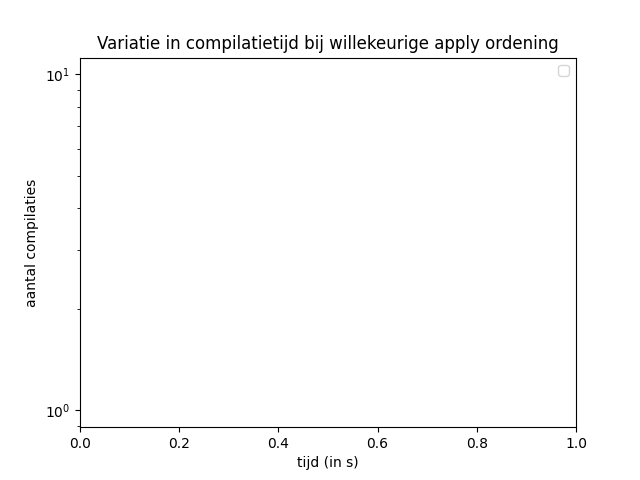 Variatie in compilatietijd bij willekeurige apply ordening
10¹
aantal compilaties
10⁰
0.0 0.2 0.4 0.6 0.8 1.0
tijd (in s)